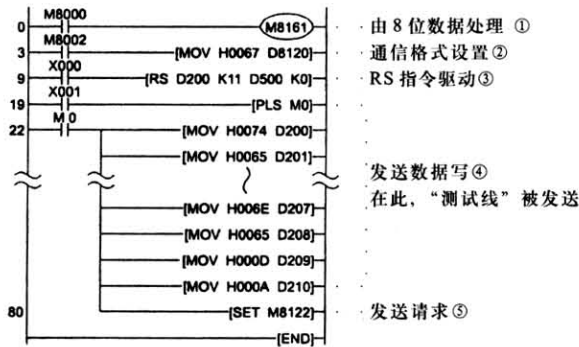 M8000
0 M8161 由8位数据处理 ①
M8002
3 [MOV H0067 D8120] 通信格式设置②
X000
9 [RS D200 K11 D500 K0] RS指令驱动③
X001
19 [PLS M0]
M 0
22 [MOV H0074 D200]
[MOV H0065 D201]
发送数据写④
在此，“测试线”被发送
[MOV H006E D207]
[MOV H0065 D208]
[MOV H000D D209]
[MOV H000A D210]
80 [SET M8122] 发送请求⑤
[END]